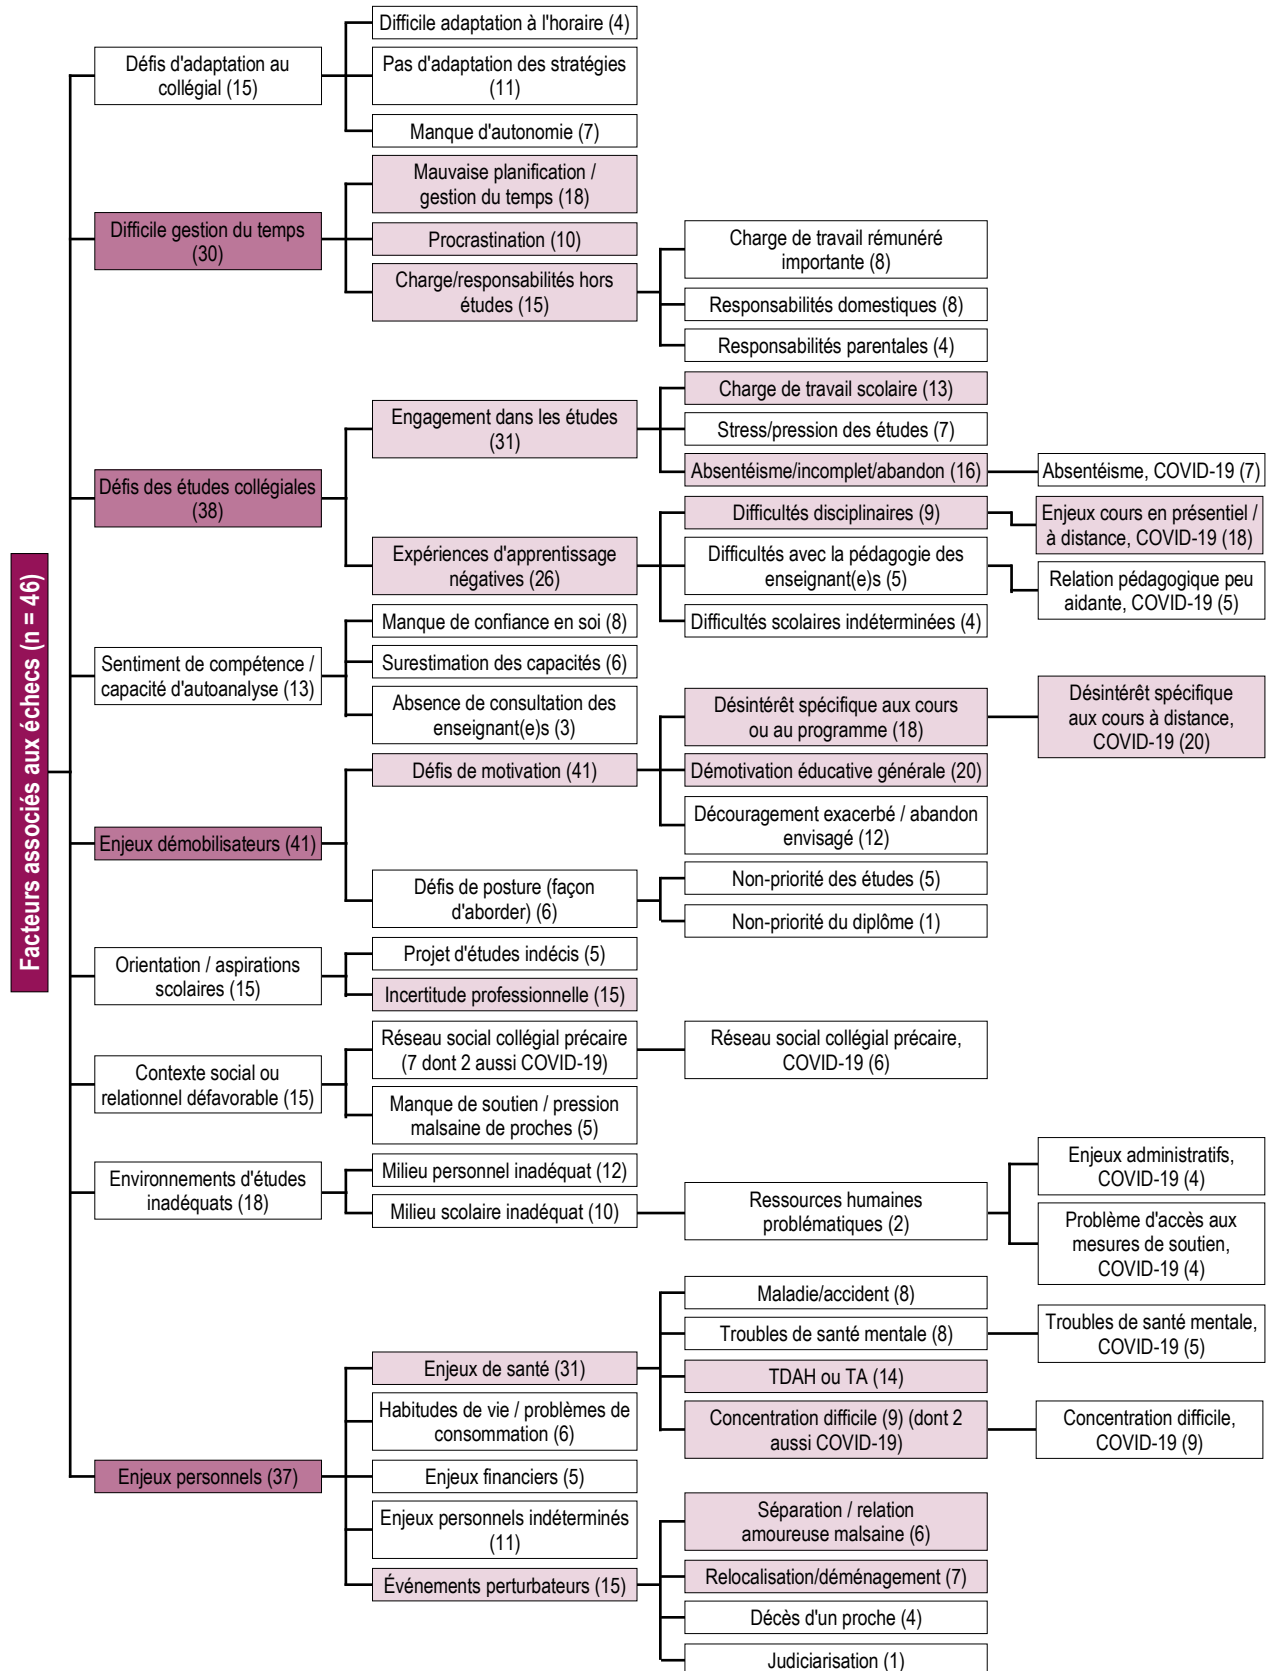 Facteurs associés aux échecs (n = 46)
Défis d'adaptation au
collégial (15)
Difficile adaptation à l'horaire (4)
Pas d'adaptation des stratégies
(11)
Manque d'autonomie (7)
Difficile gestion du temps
(30)
Mauvaise planification /
gestion du temps (18)
Procrastination (10)
Charge/responsabilités hors
études (15)
Charge de travail rémunéré
importante (8)
Responsabilités domestiques (8)
Responsabilités parentales (4)
Défis des études collégiales
(38)
Engagement dans les études
(31)
Charge de travail scolaire (13)
Stress/pression des études (7)
Absentéisme/incomplet/abandon (16)
Absentéisme, COVID-19 (7)
Expériences d'apprentissage
négatives (26)
Difficultés disciplinaires (9)
Enjeux cours en présentiel /
à distance, COVID-19 (18)
Difficultés avec la pédagogie des
enseignant(e)s (5)
Relation pédagogique peu
aidante, COVID-19 (5)
Difficultés scolaires indéterminées (4)
Sentiment de compétence /
capacité d'autoanalyse (13)
Manque de confiance en soi (8)
Surestimation des capacités (6)
Absence de consultation des
enseignant(e)s (3)
Enjeux démobilisateurs (41)
Défis de motivation (41)
Désintérêt spécifique aux cours
ou au programme (18)
Désintérêt spécifique
aux cours à distance,
COVID-19 (20)
Démotivation éducative générale (20)
Découragement exacerbé / abandon
envisagé (12)
Défis de posture (façon
d'aborder) (6)
Non-priorité des études (5)
Non-priorité du diplôme (1)
Orientation / aspirations
scolaires (15)
Projet d'études indécis (5)
Incertitude professionnelle (15)
Contexte social ou
relationnel défavorable (15)
Réseau social collégial précaire
(7 dont 2 aussi COVID-19)
Réseau social collégial précaire,
COVID-19 (6)
Manque de soutien / pression
malsaine de proches (5)
Environnements d'études
inadéquats (18)
Milieu personnel inadéquat (12)
Milieu scolaire inadéquat (10)
Ressources humaines
problématiques (2)
Enjeux administratifs,
COVID-19 (4)
Problème d'accès aux
mesures de soutien,
COVID-19 (4)
Enjeux personnels (37)
Enjeux de santé (31)
Maladie/accident (8)
Troubles de santé mentale (8)
Troubles de santé mentale,
COVID-19 (5)
TDAH ou TA (14)
Concentration difficile (9) (dont 2
aussi COVID-19)
Concentration difficile,
COVID-19 (9)
Habitudes de vie / problèmes de
consommation (6)
Enjeux financiers (5)
Enjeux personnels indéterminés
(11)
Événements perturbateurs (15)
Séparation / relation
amoureuse malsaine (6)
Relocalisation/déménagement (7)
Décès d'un proche (4)
Judiciarisation (1)